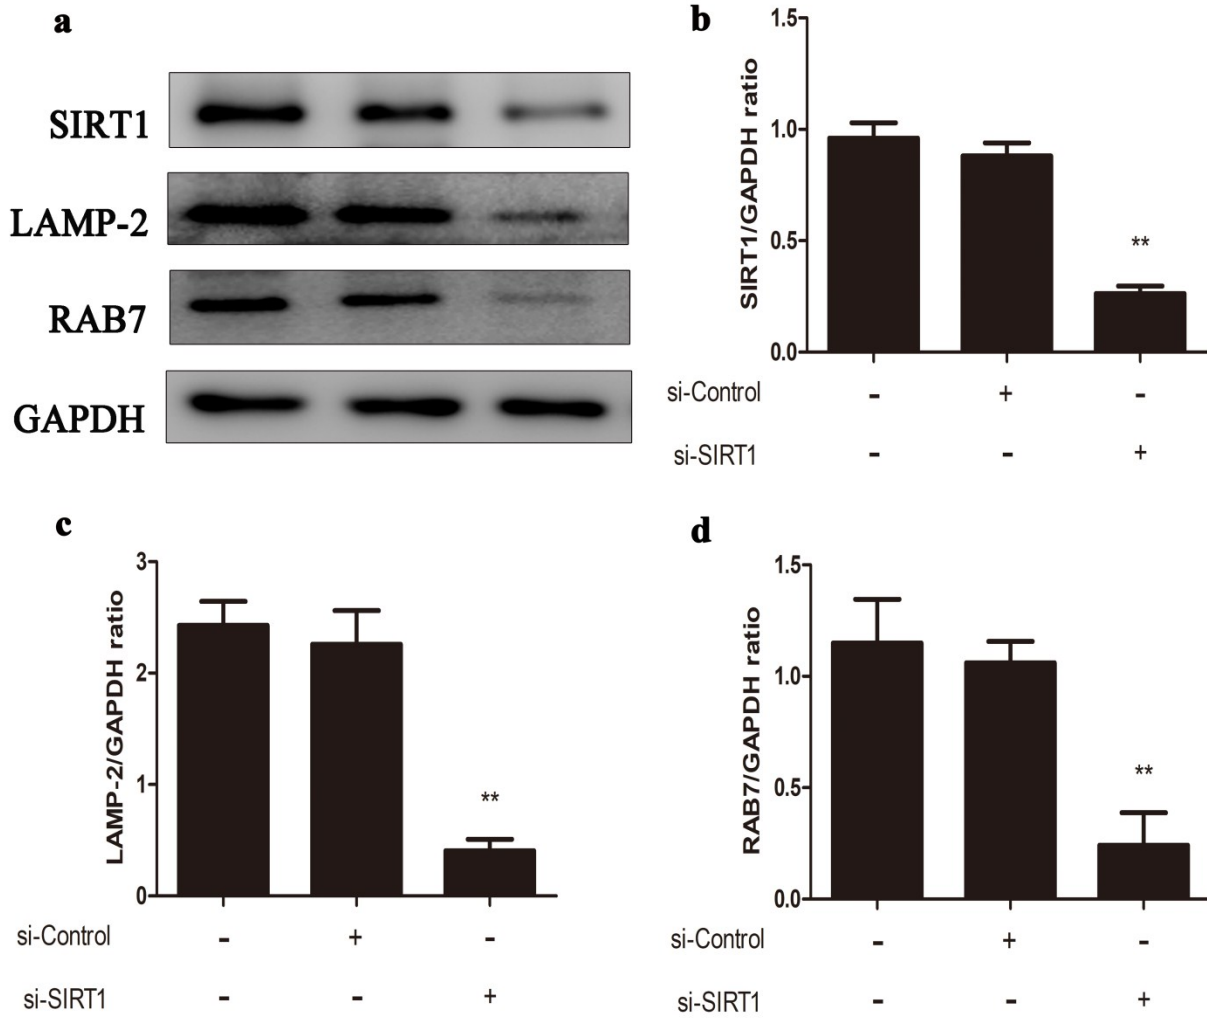 a
SIRT1
LAMP-2
RAB7
GAPDH
b
SIRT1/GAPDH ratio
1.5
1.0
0.5
0.0
**
si-Control - + -
si-SIRT1 - - +
c
LAMP-2/GAPDH ratio
3
2
1
0
**
si-Control - + -
si-SIRT1 - - +
d
RAB7/GAPDH ratio
1.5
1.0
0.5
0.0
**
si-Control - + -
si-SIRT1 - - +